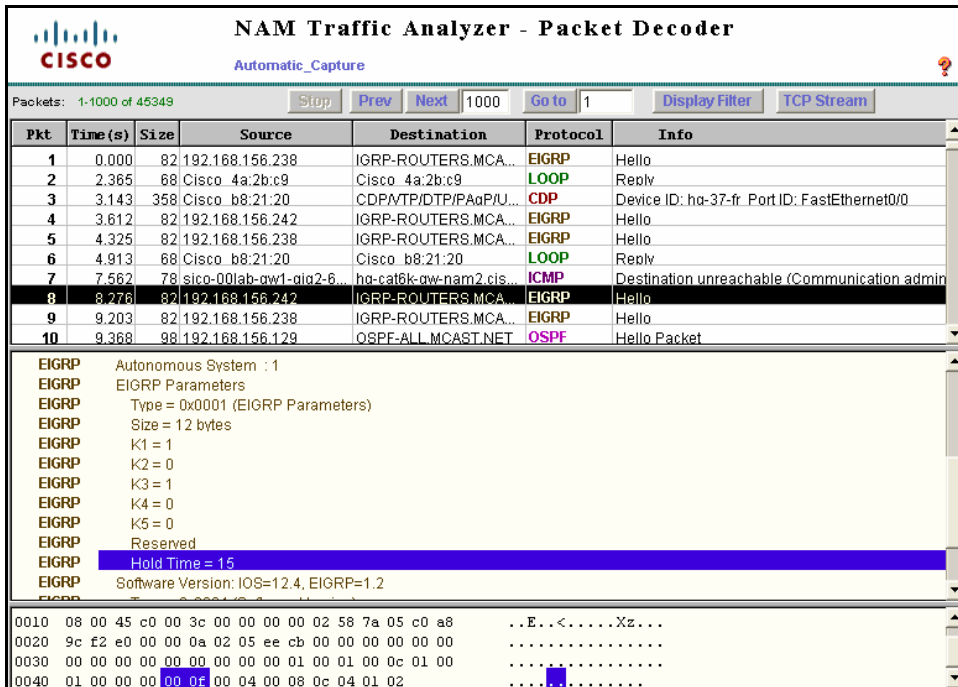 CISCO
NAM Traffic Analyzer - Packet Decoder
Automatic_Capture
Packets: 1-1000 of 45349 Stop Prev Next 1000 Go to 1 Display Filter TCP Stream
Pkt Time(s) Size Source Destination Protocol Info
1 0.000 82 192.168.156.238 IGRP-ROUTERS.MCA... EIGRP Hello
2 2.365 68 Cisco_4a:2b:c9 Cisco_4a:2b:c9 LOOP Reply
3 3.143 358 Cisco_b8:21:20 CDP/VTP/DTP/PAgP/U... CDP Device ID: hq-37-fr Port ID: FastEthernet0/0
4 3.612 82 192.168.156.242 IGRP-ROUTERS.MCA... EIGRP Hello
5 4.325 82 192.168.156.238 IGRP-ROUTERS.MCA... EIGRP Hello
6 4.913 68 Cisco_b8:21:20 Cisco_b8:21:20 LOOP Reply
7 7.562 78 sjco-00lab-gw1-gig2-6... hq-cat6k-gw-nam2.cis... ICMP Destination unreachable (Communication admin
8 8.276 82 192.168.156.242 IGRP-ROUTERS.MCA... EIGRP Hello
9 9.203 82 192.168.156.238 IGRP-ROUTERS.MCA... EIGRP Hello
10 9.368 98 192.168.156.129 OSPF-ALL.MCAST.NET OSPF Hello Packet
EIGRP Autonomous System : 1
EIGRP EIGRP Parameters
EIGRP Type = 0x0001 (EIGRP Parameters)
EIGRP Size = 12 bytes
EIGRP K1 = 1
EIGRP K2 = 0
EIGRP K3 = 1
EIGRP K4 = 0
EIGRP K5 = 0
EIGRP Reserved
EIGRP Hold Time = 15
EIGRP Software Version: IOS=12.4, EIGRP=1.2
0010 08 00 45 c0 00 3c 00 00 00 00 02 58 7a 05 c0 a8 ..E..<.....Xz...
0020 9c f2 e0 00 00 0a 02 05 ee cb 00 00 00 00 00 00 ................
0030 00 00 00 00 00 00 00 00 00 01 00 01 00 0c 01 00 ................
0040 01 00 00 00 00 0f 00 04 00 08 0c 04 01 02 ..............